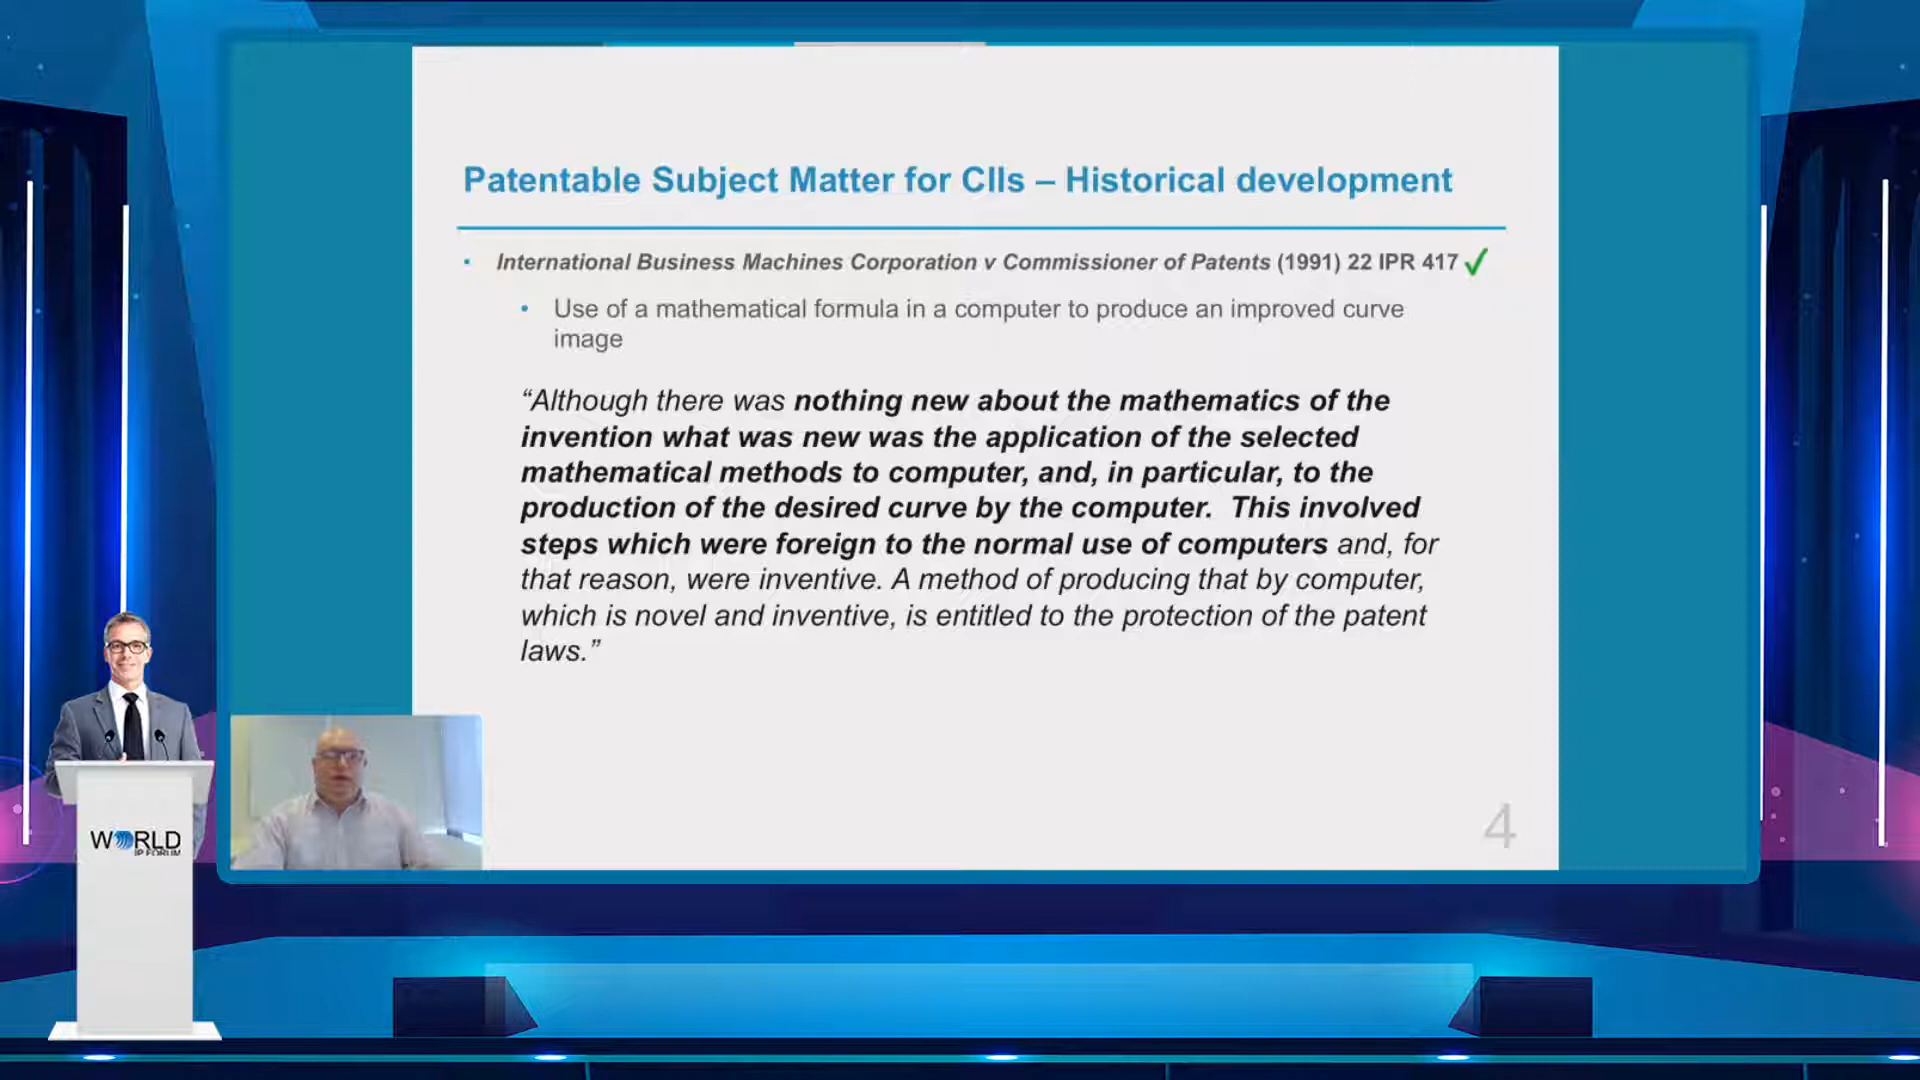 Patentable Subject Matter for CIIs – Historical development
• International Business Machines Corporation v Commissioner of Patents (1991) 22 IPR 417 ✓
• Use of a mathematical formula in a computer to produce an improved curve
image
“Although there was nothing new about the mathematics of the
invention what was new was the application of the selected
mathematical methods to computer, and, in particular, to the
production of the desired curve by the computer.  This involved
steps which were foreign to the normal use of computers and, for
that reason, were inventive. A method of producing that by computer,
which is novel and inventive, is entitled to the protection of the patent
laws.”
4
WORLD
IP FORUM